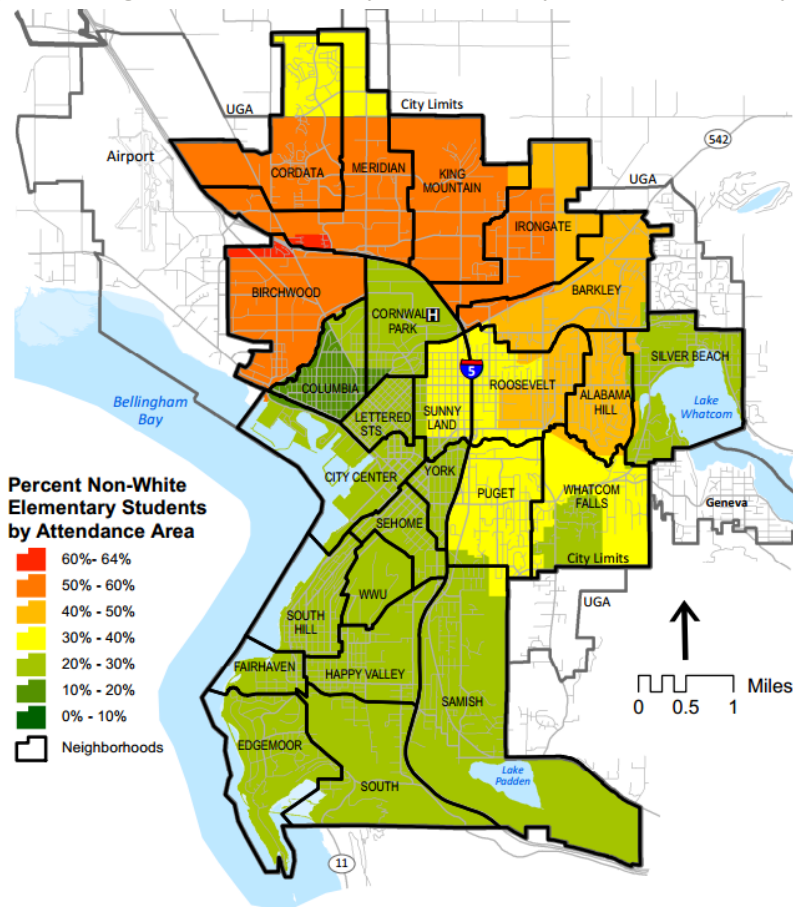 UGA
City Limits
542
Airport
CORDATA
MERIDIAN
KING
MOUNTAIN
UGA
IRONGATE
BIRCHWOOD
BARKLEY
CORNWALL
PARK
H
SILVER BEACH
5
COLUMBIA
ROOSEVELT
Bellingham
Bay
LETTERED
STS
SUNNY
LAND
ALABAMA
HILL
Lake
Whatcom
CITY CENTER
YORK
PUGET
WHATCOM
FALLS
Geneva
Percent Non-White
Elementary Students
by Attendance Area
SEHOME
City Limits
60%- 64%
50% - 60%
40% - 50%
30% - 40%
20% - 30%
10% - 20%
0% - 10%
Neighborhoods
WWU
UGA
SOUTH
HILL
FAIRHAVEN
HAPPY VALLEY
SAMISH
Miles
0 0.5 1
EDGEMOOR
SOUTH
Lake
Padden
11